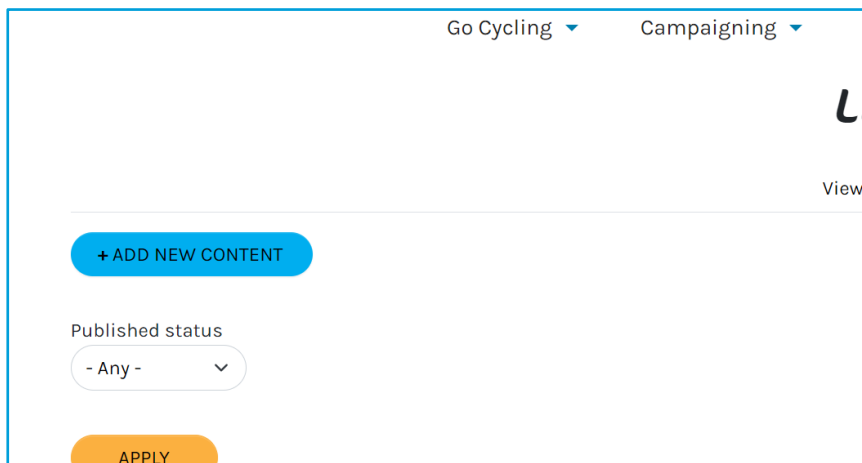 Go Cycling Campaigning
L
View
+ ADD NEW CONTENT
Published status
- Any -
APPLY